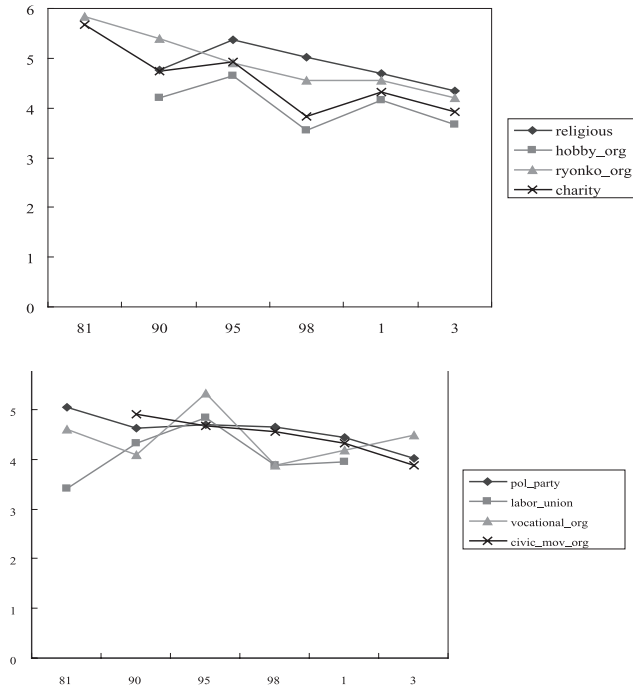 6
5
4
3
2
1
0
81 90 95 98 1 3
religious
hobby_org
ryonko_org
charity
5
4
3
2
1
0
81 90 95 98 1 3
pol_party
labor_union
vocational_org
civic_mov_org